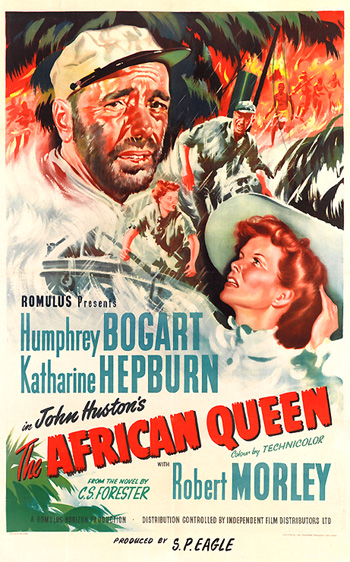 ROMULUS Presents
Humphrey BOGART
Katharine HEPBURN
in John Huston's
The AFRICAN QUEEN
Colour by TECHNICOLOR
FROM THE NOVEL BY
C.S. FORESTER
WITH
Robert MORLEY
A ROMULUS HORIZON PRODUCTION · DISTRIBUTION CONTROLLED BY INDEPENDENT FILM DISTRIBUTORS LTD
PRODUCED BY S.P. EAGLE